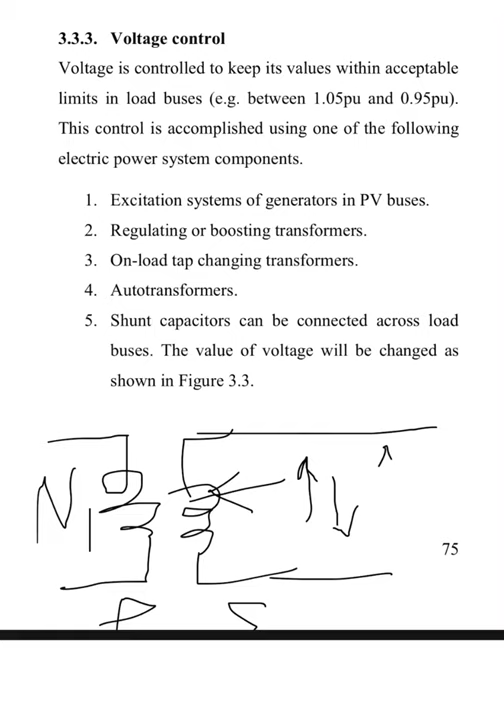 3.3.3. Voltage control
Voltage is controlled to keep its values within acceptable
limits in load buses (e.g. between 1.05pu and 0.95pu).
This control is accomplished using one of the following
electric power system components.
1. Excitation systems of generators in PV buses.
2. Regulating or boosting transformers.
3. On-load tap changing transformers.
4. Autotransformers.
5. Shunt capacitors can be connected across load
buses. The value of voltage will be changed as
shown in Figure 3.3.
N1
75
P S